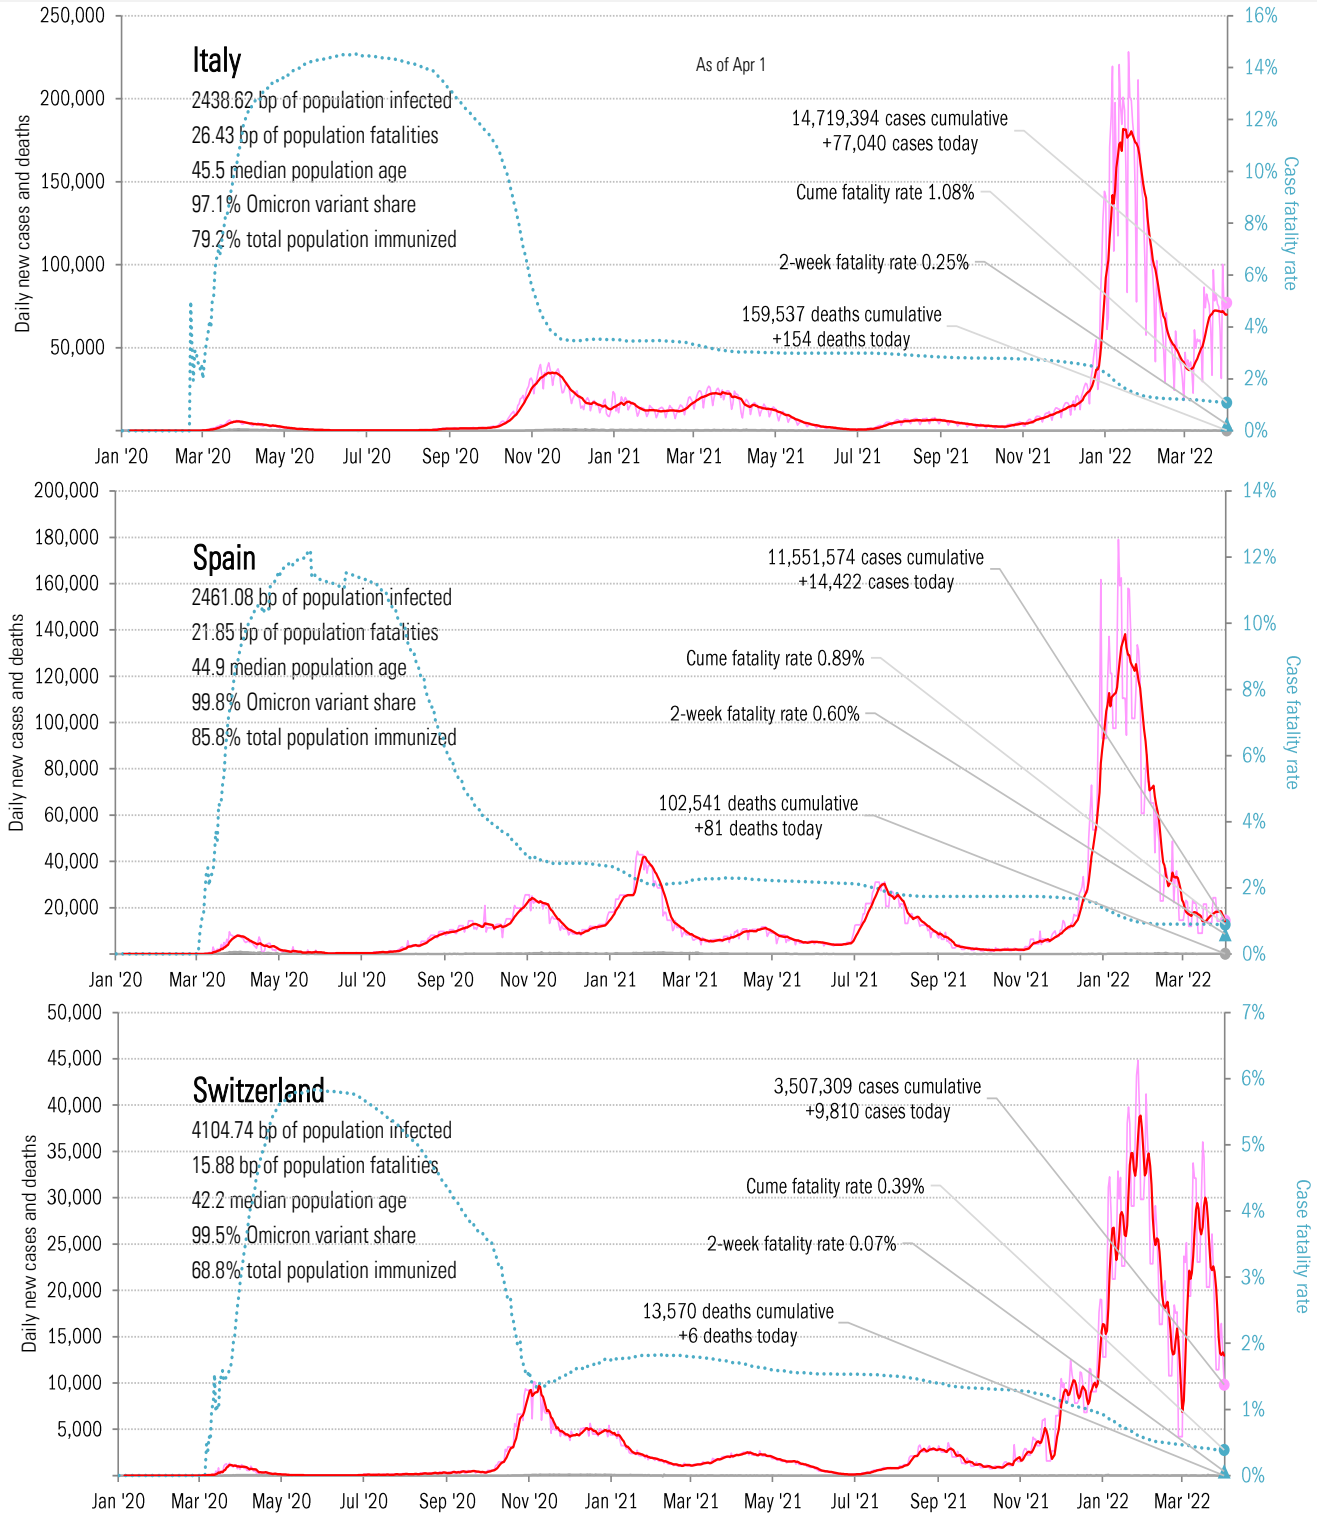 250,000
16%
Italy
As of Apr 1
14%
2438.62 bp of population infected
200,000
14,719,394 cases cumulative
12%
26.43 bp of population fatalities
+77,040 cases today
45.5 median population age
150,000
10%
Cume fatality rate 1.08%
97.1% Omicron variant share
8%
79.2% total population immunized
2-week fatality rate 0.25%
100,000
6%
159,537 deaths cumulative
+154 deaths today
4%
50,000
2%
0%
Daily new cases and deaths
Case fatality rate
Jan '20 Mar '20 May '20 Jul '20 Sep '20 Nov '20 Jan '21 Mar '21 May '21 Jul '21 Sep '21 Nov '21 Jan '22 Mar '22
200,000
14%
180,000
Spain
11,551,574 cases cumulative
12%
+14,422 cases today
160,000
2461.08 bp of population infected
140,000
21.85 bp of population fatalities
10%
Cume fatality rate 0.89%
44.9 median population age
120,000
8%
99.8% Omicron variant share
2-week fatality rate 0.60%
100,000
85.8% total population immunized
6%
80,000
102,541 deaths cumulative
60,000
+81 deaths today
4%
40,000
2%
20,000
0%
Daily new cases and deaths
Case fatality rate
Jan '20 Mar '20 May '20 Jul '20 Sep '20 Nov '20 Jan '21 Mar '21 May '21 Jul '21 Sep '21 Nov '21 Jan '22 Mar '22
50,000
7%
45,000
6%
Switzerland
3,507,309 cases cumulative
40,000
+9,810 cases today
4104.74 bp of population infected
35,000
5%
15.88 bp of population fatalities
Cume fatality rate 0.39%
30,000
42.2 median population age
4%
99.5% Omicron variant share
25,000
2-week fatality rate 0.07%
68.8% total population immunized
3%
20,000
13,570 deaths cumulative
15,000
+6 deaths today
2%
10,000
1%
5,000
0%
Daily new cases and deaths
Case fatality rate
Jan '20 Mar '20 May '20 Jul '20 Sep '20 Nov '20 Jan '21 Mar '21 May '21 Jul '21 Sep '21 Nov '21 Jan '22 Mar '22